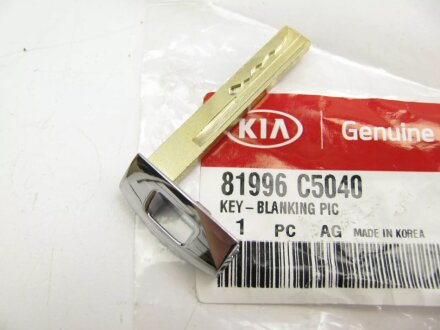 KIA Genuine
81996 C5040
KEY-BLANKING PIC
1 PC AG MADE IN KOREA